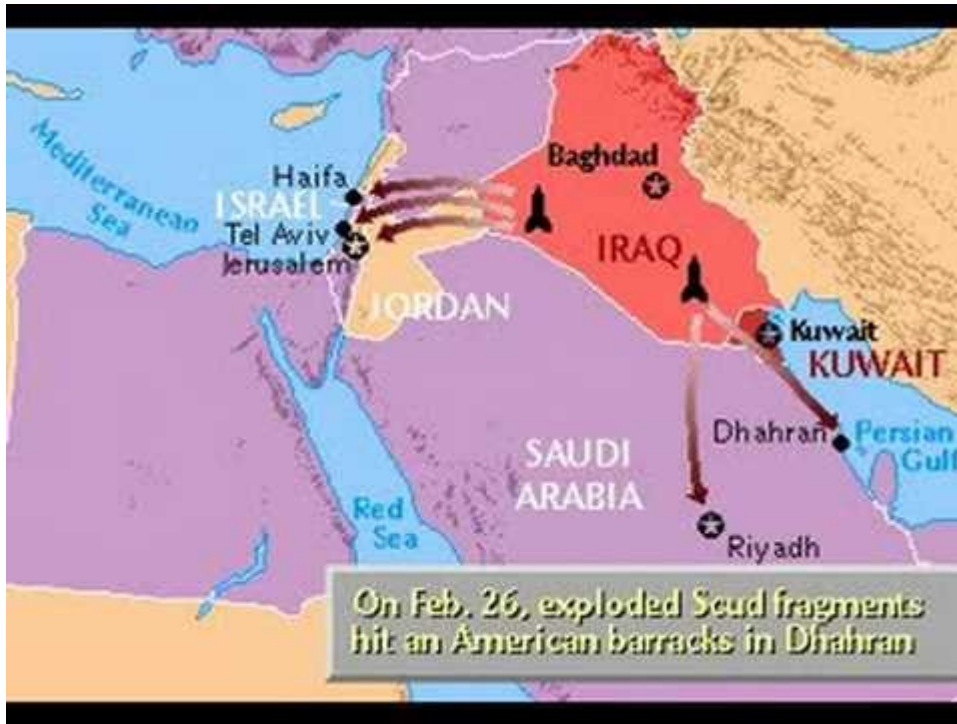 Mediterranean
Sea
Haifa
ISRAEL
Tel Aviv
Jerusalem
JORDAN
Baghdad
IRAQ
Kuwait
KUWAIT
Dhahran
Persian
Gulf
SAUDI
ARABIA
Red
Sea
Riyadh
On Feb. 26, exploded Scud fragments
hit an American barracks in Dhahran